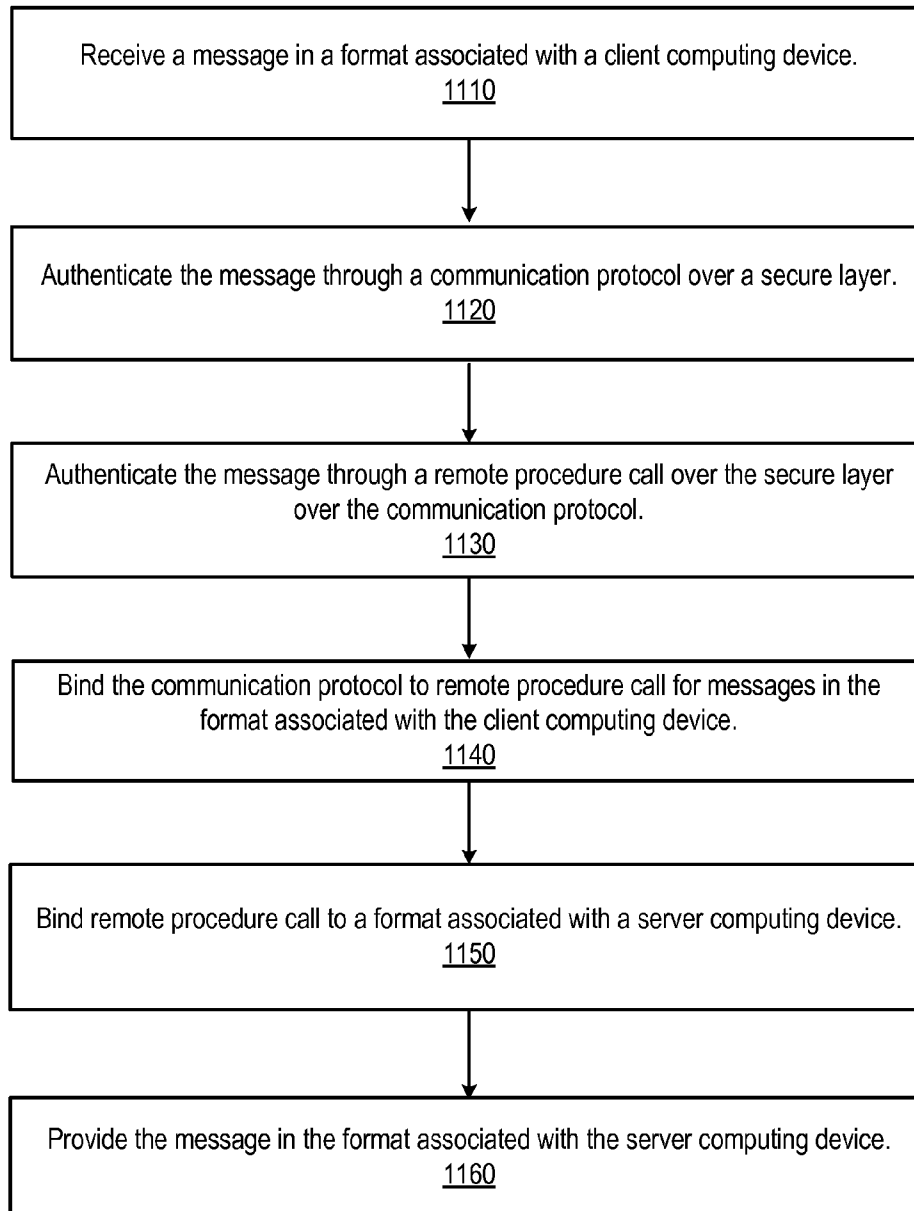 Receive a message in a format associated with a client computing device.
1110
Authenticate the message through a communication protocol over a secure layer.
1120
Authenticate the message through a remote procedure call over the secure layer
over the communication protocol.
1130
Bind the communication protocol to remote procedure call for messages in the
format associated with the client computing device.
1140
Bind remote procedure call to a format associated with a server computing device.
1150
Provide the message in the format associated with the server computing device.
1160